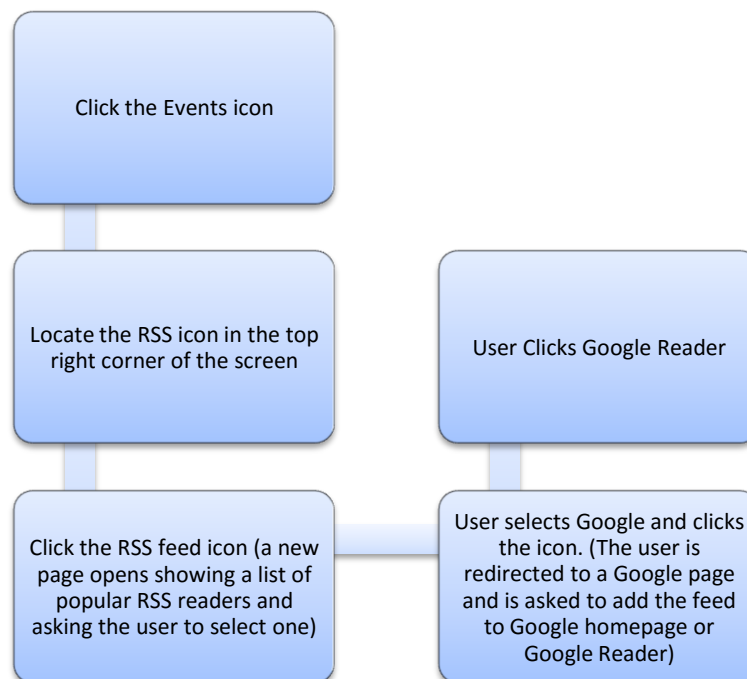 Click the Events icon
Locate the RSS icon in the top
right corner of the screen
Click the RSS feed icon (a new
page opens showing a list of
popular RSS readers and
asking the user to select one)
User selects Google and clicks
the icon. (The user is
redirected to a Google page
and is asked to add the feed
to Google homepage or
Google Reader)
User Clicks Google Reader